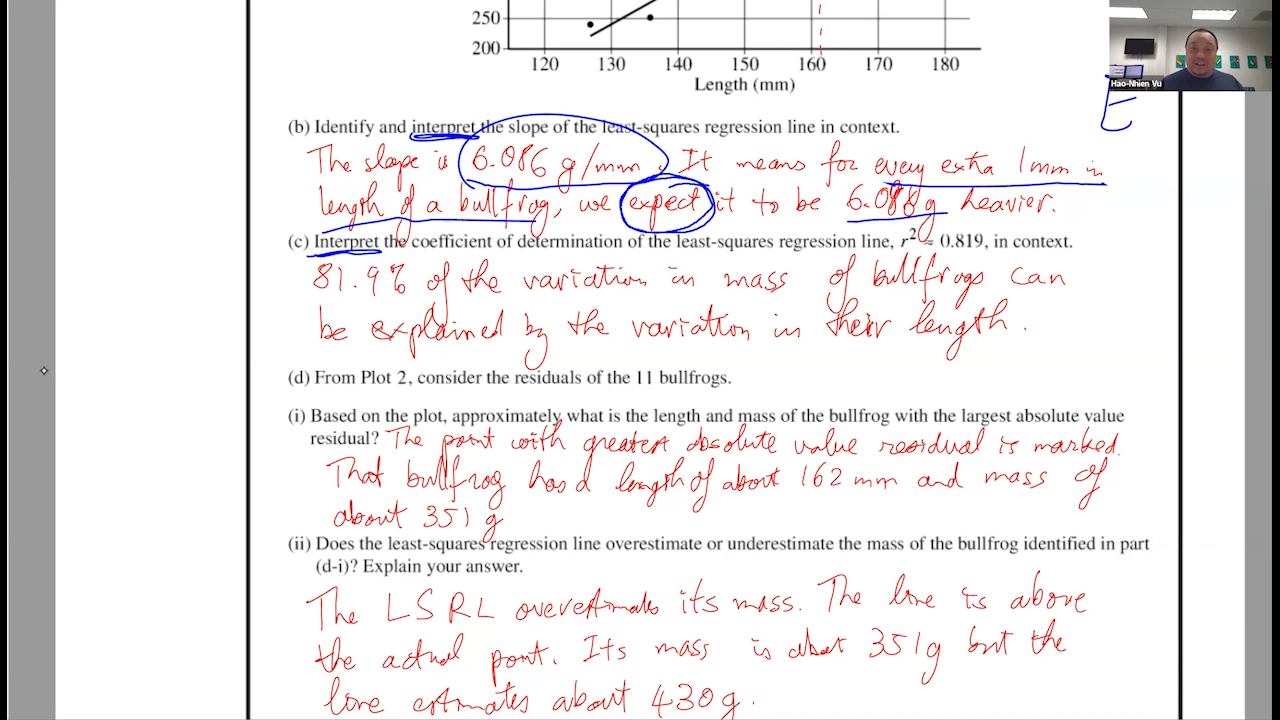 250
200
120 130 140 150 160 170 180
Length (mm)
Hao-Nhien Vu
E
(b) Identify and interpret the slope of the least-squares regression line in context.
The slope is 6.086 g/mm. It means for every extra 1mm in
length of a bullfrog, we expect it to be 6.086g heavier.
(c) Interpret the coefficient of determination of the least-squares regression line, r² ≈ 0.819, in context.
81.9% of the variation in mass of bullfrogs can
be explained by the variation in their length.
(d) From Plot 2, consider the residuals of the 11 bullfrogs.
(i) Based on the plot, approximately what is the length and mass of the bullfrog with the largest absolute value
residual? The point with greatest absolute value residual is marked.
That bullfrog has a length of about 162 mm and mass of
about 351 g
(ii) Does the least-squares regression line overestimate or underestimate the mass of the bullfrog identified in part
(d-i)? Explain your answer.
The LSRL overestimates its mass. The line is above
the actual point. Its mass is about 351g but the
line estimates about 430g.